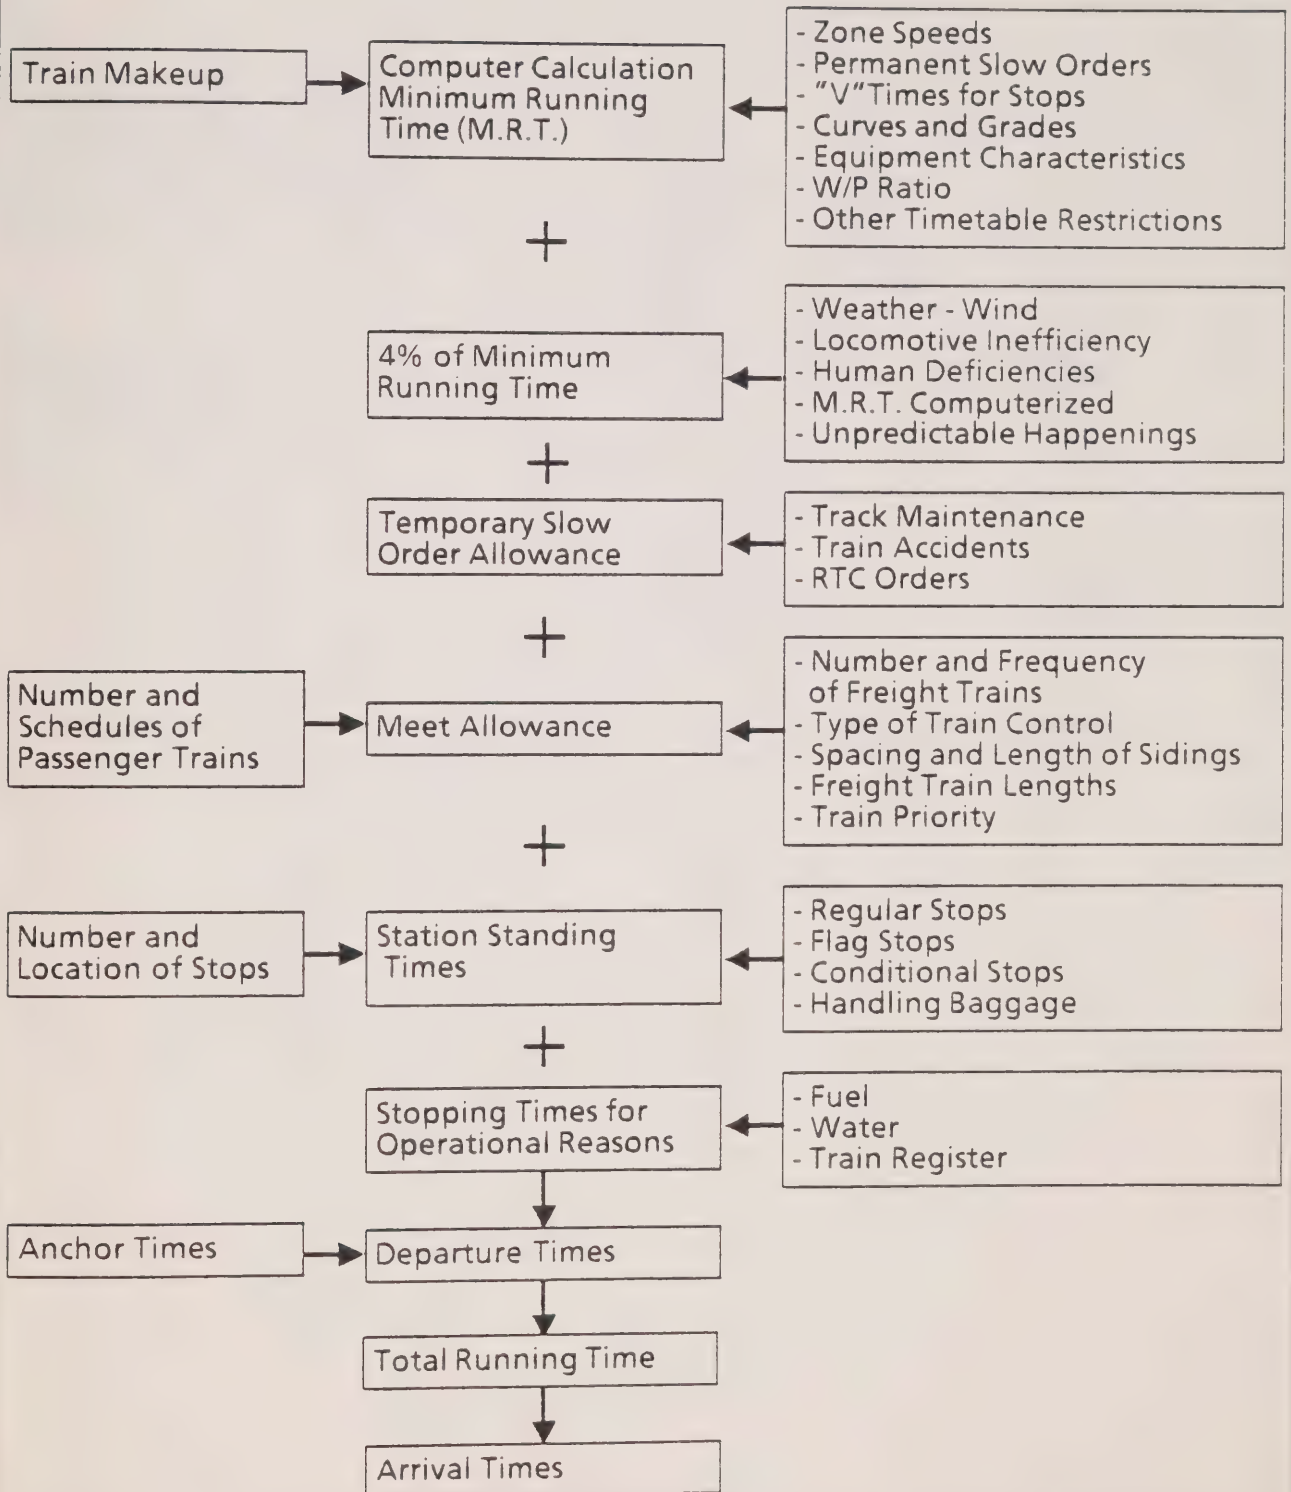 Train Makeup
Computer Calculation
Minimum Running
Time (M.R.T.)
- Zone Speeds
- Permanent Slow Orders
- "V" Times for Stops
- Curves and Grades
- Equipment Characteristics
- W/P Ratio
- Other Timetable Restrictions
+
4% of Minimum
Running Time
- Weather - Wind
- Locomotive Inefficiency
- Human Deficiencies
- M.R.T. Computerized
- Unpredictable Happenings
+
Temporary Slow
Order Allowance
- Track Maintenance
- Train Accidents
- RTC Orders
+
Number and
Schedules of
Passenger Trains
Meet Allowance
- Number and Frequency
of Freight Trains
- Type of Train Control
- Spacing and Length of Sidings
- Freight Train Lengths
- Train Priority
+
Number and
Location of Stops
Station Standing
Times
- Regular Stops
- Flag Stops
- Conditional Stops
- Handling Baggage
+
Stopping Times for
Operational Reasons
- Fuel
- Water
- Train Register
Anchor Times
Departure Times
Total Running Time
Arrival Times